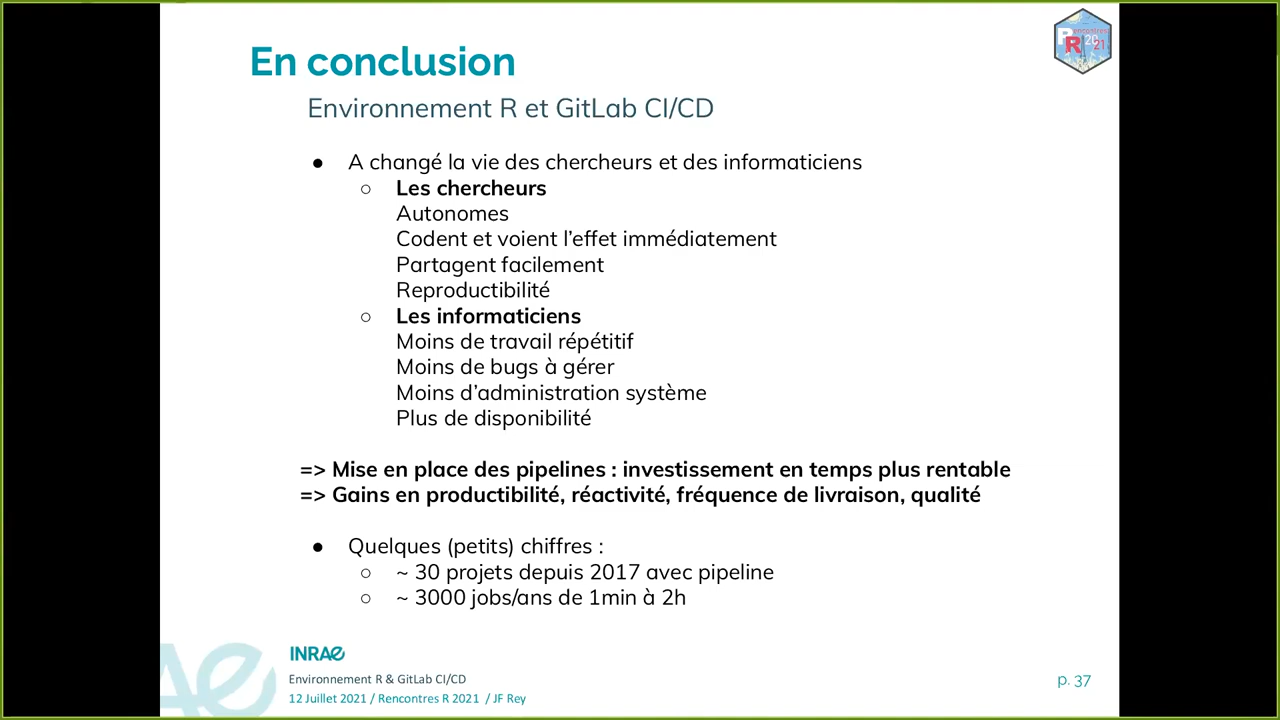 En conclusion
Environnement R et GitLab CI/CD
● A changé la vie des chercheurs et des informaticiens
○ Les chercheurs
Autonomes
Codent et voient l’effet immédiatement
Partagent facilement
Reproductibilité
○ Les informaticiens
Moins de travail répétitif
Moins de bugs à gérer
Moins d’administration système
Plus de disponibilité
=> Mise en place des pipelines : investissement en temps plus rentable
=> Gains en productibilité, réactivité, fréquence de livraison, qualité
● Quelques (petits) chiffres :
○ ~ 30 projets depuis 2017 avec pipeline
○ ~ 3000 jobs/ans de 1min à 2h
INRAE
Environnement R & GitLab CI/CD
12 Juillet 2021 / Rencontres R 2021 / JF Rey
p. 37